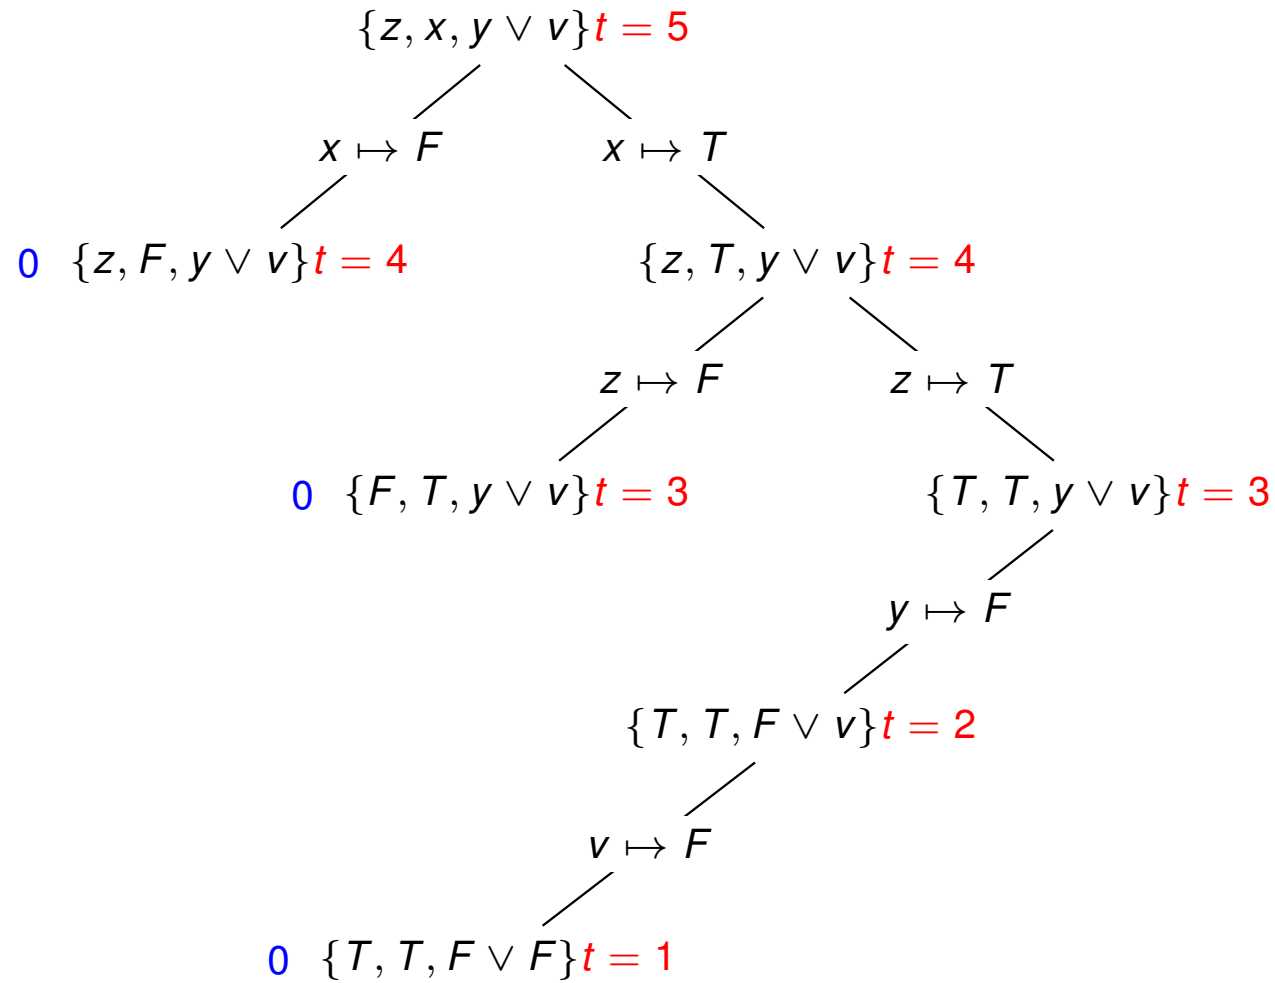 {z, x, y ∨ v}t = 5
x ↦ F x ↦ T
0 {z, F, y ∨ v}t = 4 {z, T, y ∨ v}t = 4
z ↦ F z ↦ T
0 {F, T, y ∨ v}t = 3 {T, T, y ∨ v}t = 3
y ↦ F
{T, T, F ∨ v}t = 2
v ↦ F
0 {T, T, F ∨ F}t = 1